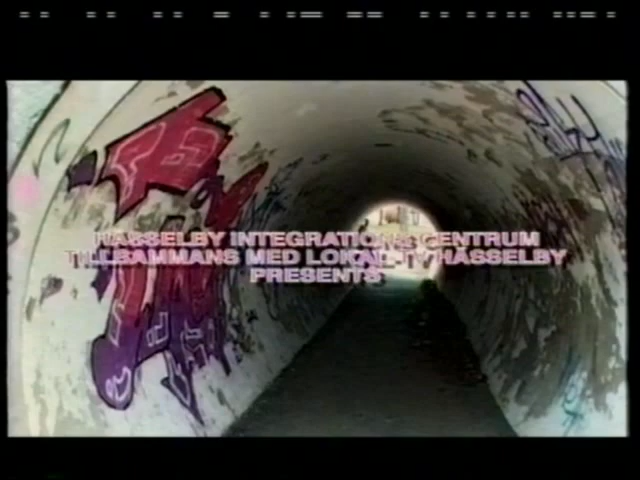 HÄSSELBY INTEGRATIONS CENTRUM
TILLSAMMANS MED LOKAL-TV HÄSSELBY
PRESENTS